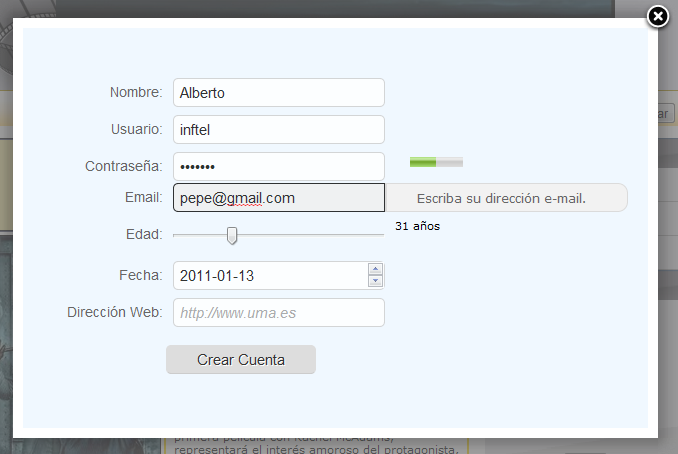 Nombre: Alberto
Usuario: inftel
Contraseña: •••••••
Email: pepe@gmail.com Escriba su dirección e-mail.
Edad: 31 años
Fecha: 2011-01-13
Dirección Web: http://www.uma.es
Crear Cuenta
primera película con Rachel McAdams,
representará el interés amoroso del protagonista.